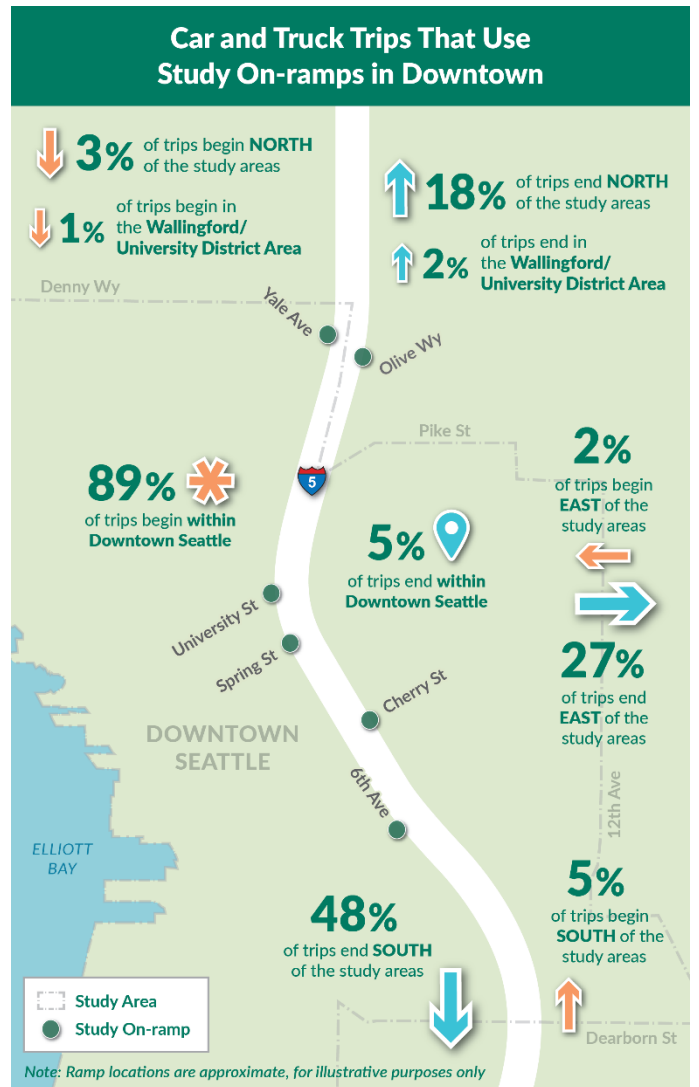 Car and Truck Trips That Use
Study On-ramps in Downtown
3%
of trips begin NORTH
of the study areas
1%
of trips begin in
the Wallingford/
University District Area
18%
of trips end NORTH
of the study areas
2%
of trips end in
the Wallingford/
University District Area
Denny Wy
Yale Ave
Olive Wy
Pike St
5
89%
of trips begin within
Downtown Seattle
5%
of trips end within
Downtown Seattle
2%
of trips begin
EAST of the
study areas
27%
of trips end
EAST of the
study areas
University St
Spring St
Cherry St
DOWNTOWN
SEATTLE
6th Ave
12th Ave
ELLIOTT
BAY
48%
of trips end SOUTH
of the study areas
5%
of trips begin
SOUTH of the
study areas
Study Area
Study On-ramp
Dearborn St
Note: Ramp locations are approximate, for illustrative purposes only